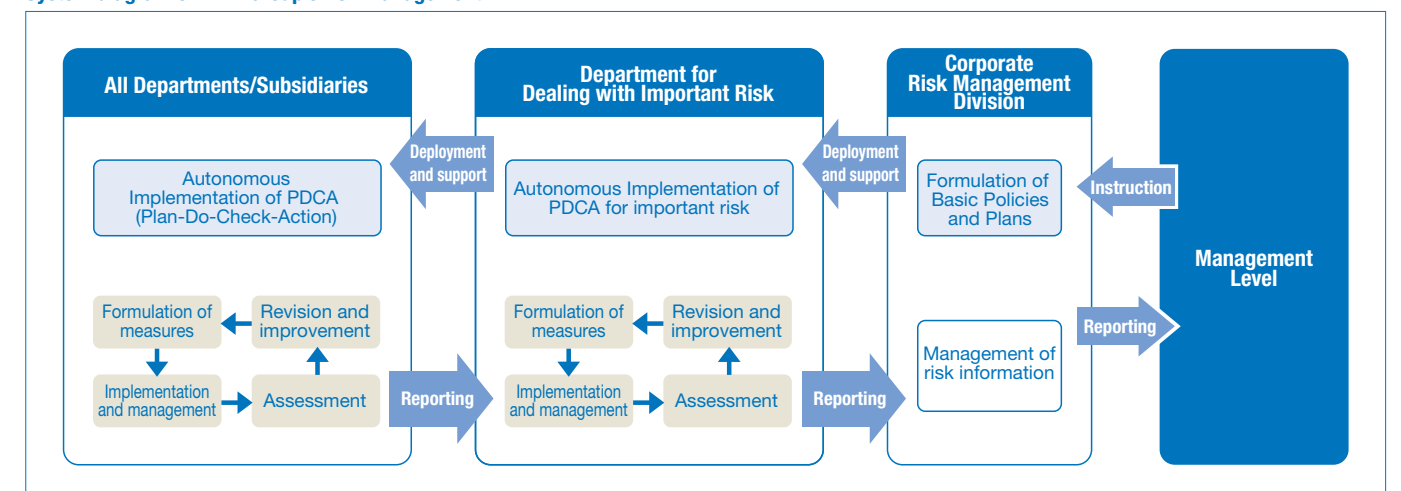 All Departments/Subsidiaries
Autonomous
Implementation of PDCA
(Plan-Do-Check-Action)
Formulation of
measures
Revision and
improvement
Implementation
and management
Assessment
Deployment
and support
Reporting
Department for
Dealing with Important Risk
Autonomous Implementation of
PDCA for important risk
Formulation of
measures
Revision and
improvement
Implementation
and management
Assessment
Deployment
and support
Reporting
Corporate
Risk Management
Division
Formulation of
Basic Policies
and Plans
Management of
risk information
Instruction
Reporting
Management
Level